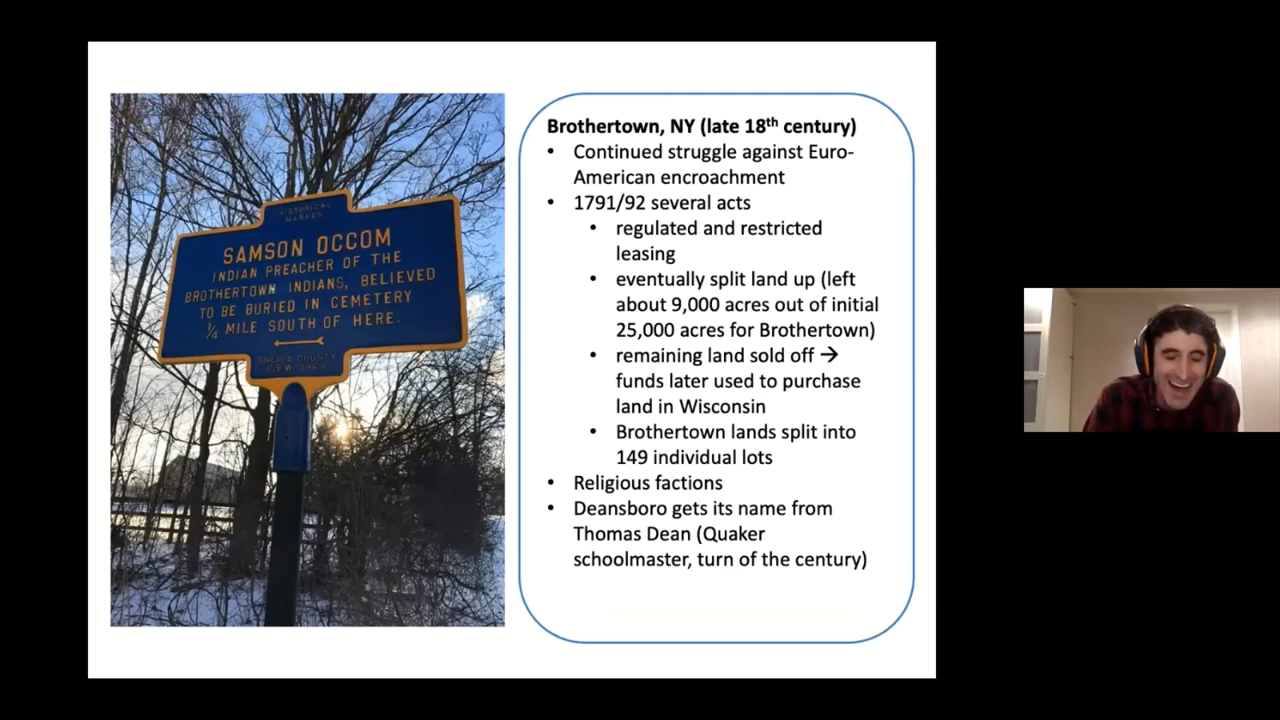 HISTORICAL
MARKER
SAMSON OCCOM
INDIAN PREACHER OF THE
BROTHERTOWN INDIANS, BELIEVED
TO BE BURIED IN CEMETERY
1/4 MILE SOUTH OF HERE.
ONEIDA COUNTY
Brothertown, NY (late 18th century)
• Continued struggle against Euro-
American encroachment
• 1791/92 several acts
• regulated and restricted
leasing
• eventually split land up (left
about 9,000 acres out of initial
25,000 acres for Brothertown)
• remaining land sold off →
funds later used to purchase
land in Wisconsin
• Brothertown lands split into
149 individual lots
• Religious factions
• Deansboro gets its name from
Thomas Dean (Quaker
schoolmaster, turn of the century)